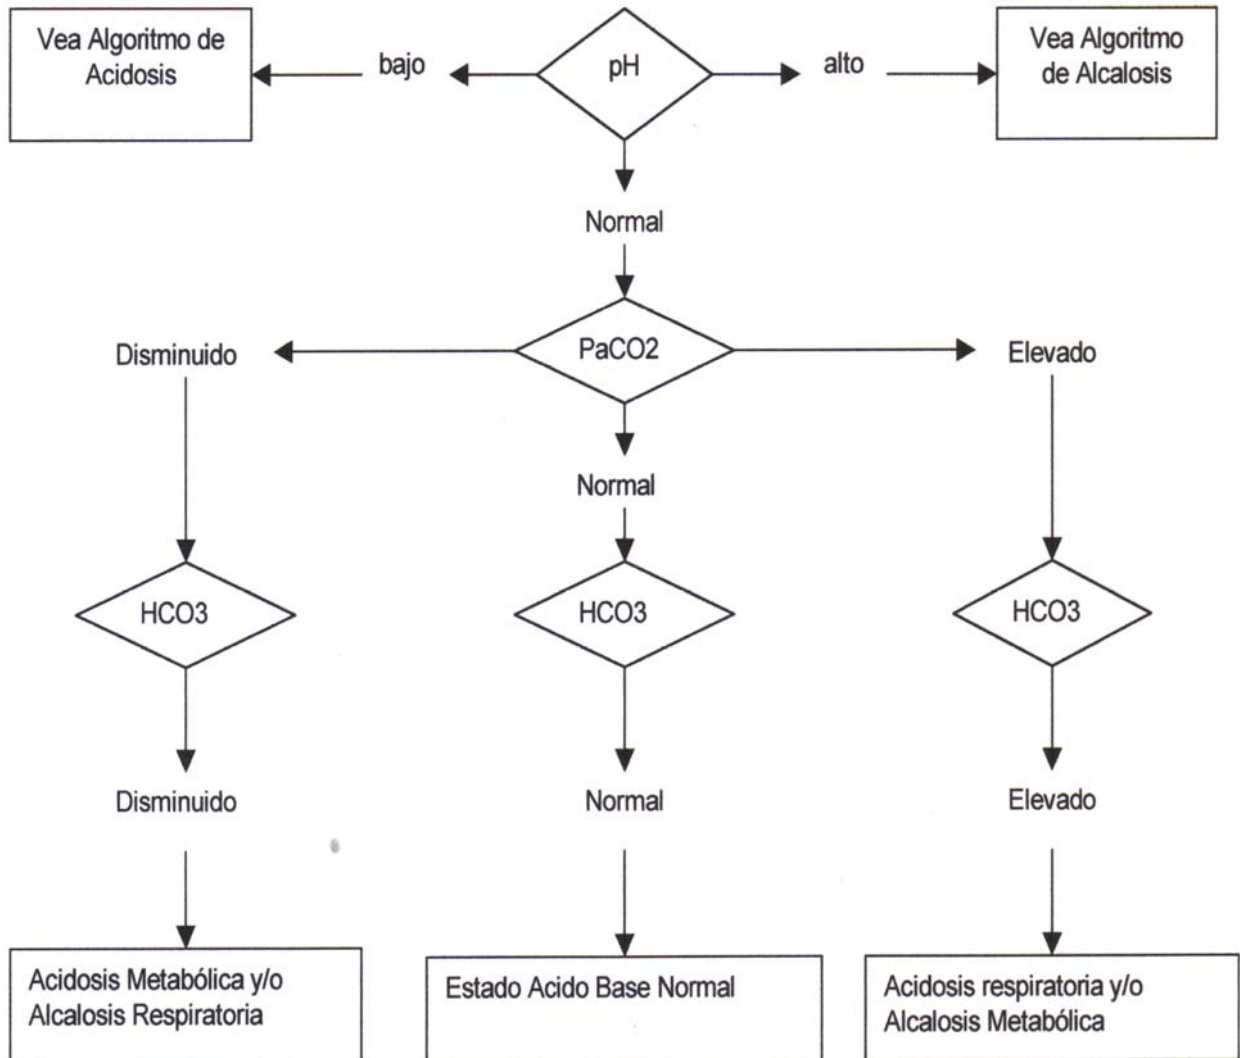 Vea Algoritmo de
Acidosis
bajo
pH
alto
Vea Algoritmo
de Alcalosis
Normal
Disminuido
PaCO2
Elevado
Normal
HCO3
HCO3
HCO3
Disminuido
Normal
Elevado
Acidosis Metabólica y/o
Alcalosis Respiratoria
Estado Acido Base Normal
Acidosis respiratoria y/o
Alcalosis Metabólica